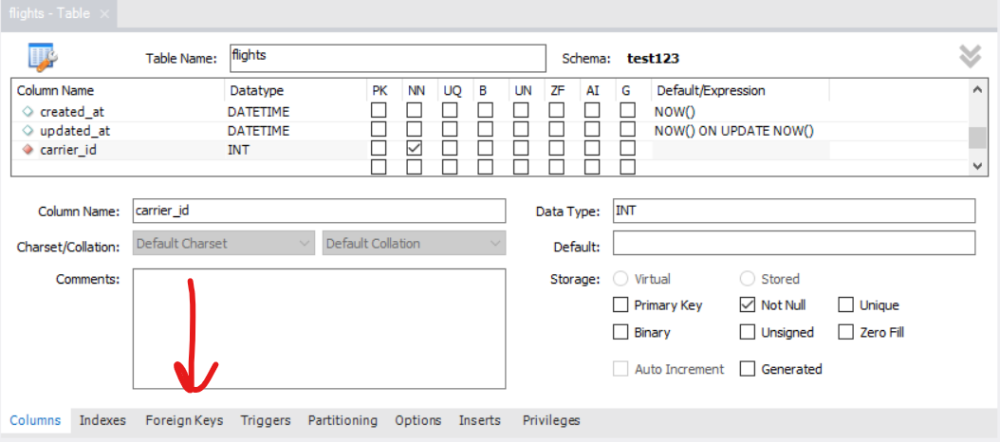 flights - Table ×
Table Name: flights Schema: test123
Column Name Datatype PK NN UQ B UN ZF AI G Default/Expression
created_at DATETIME NOW()
updated_at DATETIME NOW() ON UPDATE NOW()
carrier_id INT
Column Name: carrier_id Data Type: INT
Charset/Collation: Default Charset Default Collation Default:
Comments: Storage: Virtual Stored
Primary Key Not Null Unique
Binary Unsigned Zero Fill
Auto Increment Generated
Columns Indexes Foreign Keys Triggers Partitioning Options Inserts Privileges